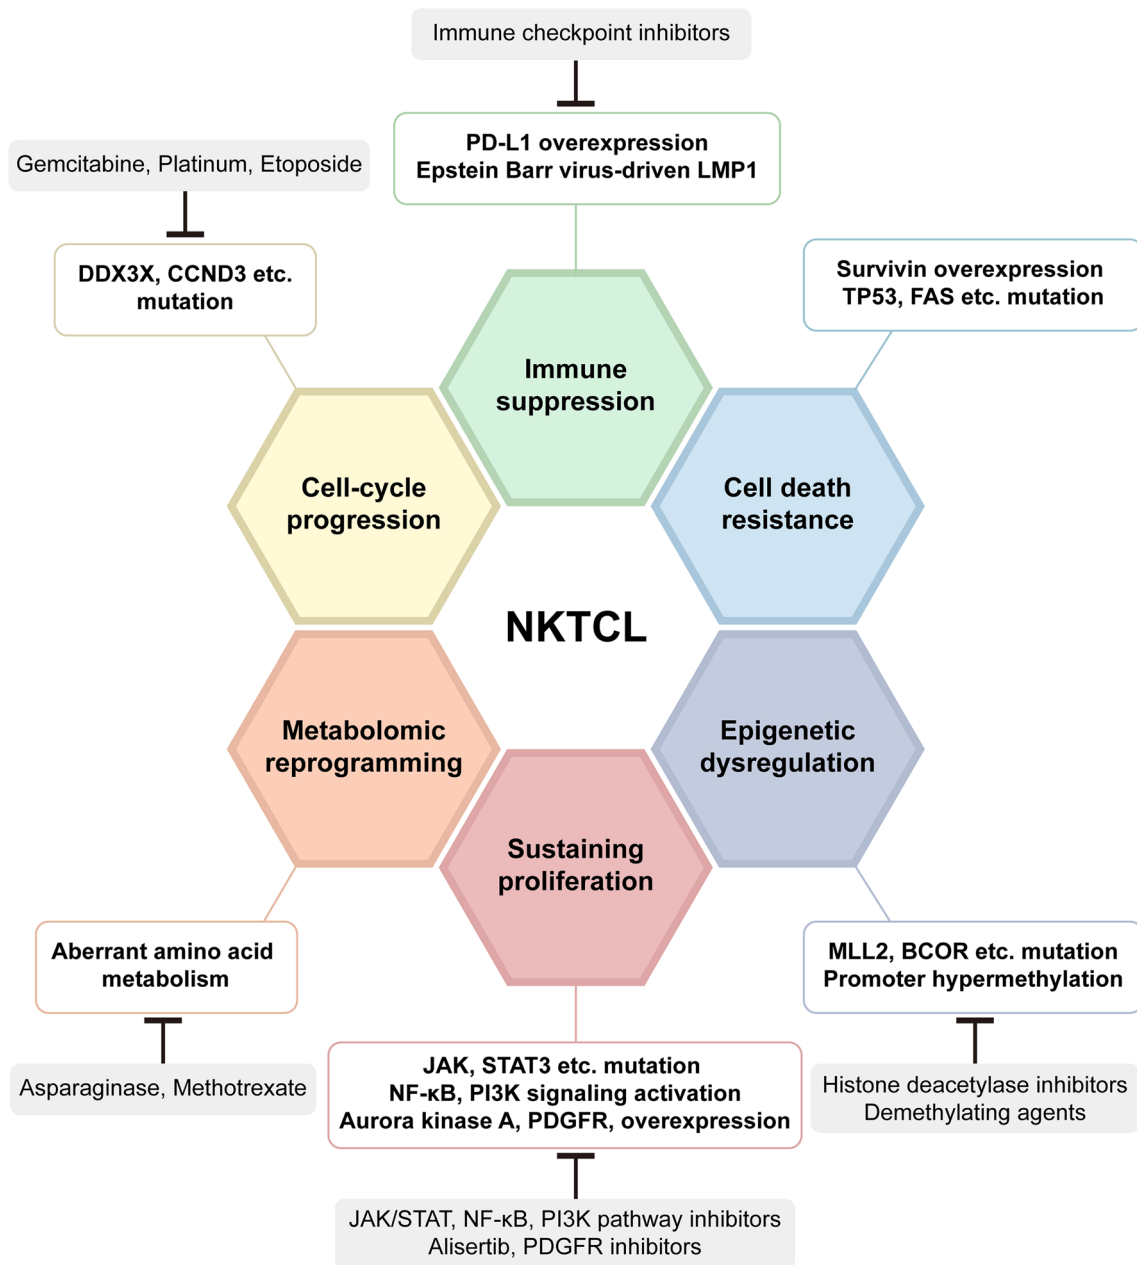 Immune checkpoint inhibitors
PD-L1 overexpression
Epstein Barr virus-driven LMP1
Gemcitabine, Platinum, Etoposide
DDX3X, CCND3 etc.
mutation
Survivin overexpression
TP53, FAS etc. mutation
Immune
suppression
Cell-cycle
progression
Cell death
resistance
NKTCL
Metabolomic
reprogramming
Epigenetic
dysregulation
Sustaining
proliferation
Aberrant amino acid
metabolism
MLL2, BCOR etc. mutation
Promoter hypermethylation
Asparaginase, Methotrexate
JAK, STAT3 etc. mutation
NF-κB, PI3K signaling activation
Aurora kinase A, PDGFR, overexpression
Histone deacetylase inhibitors
Demethylating agents
JAK/STAT, NF-κB, PI3K pathway inhibitors
Alisertib, PDGFR inhibitors